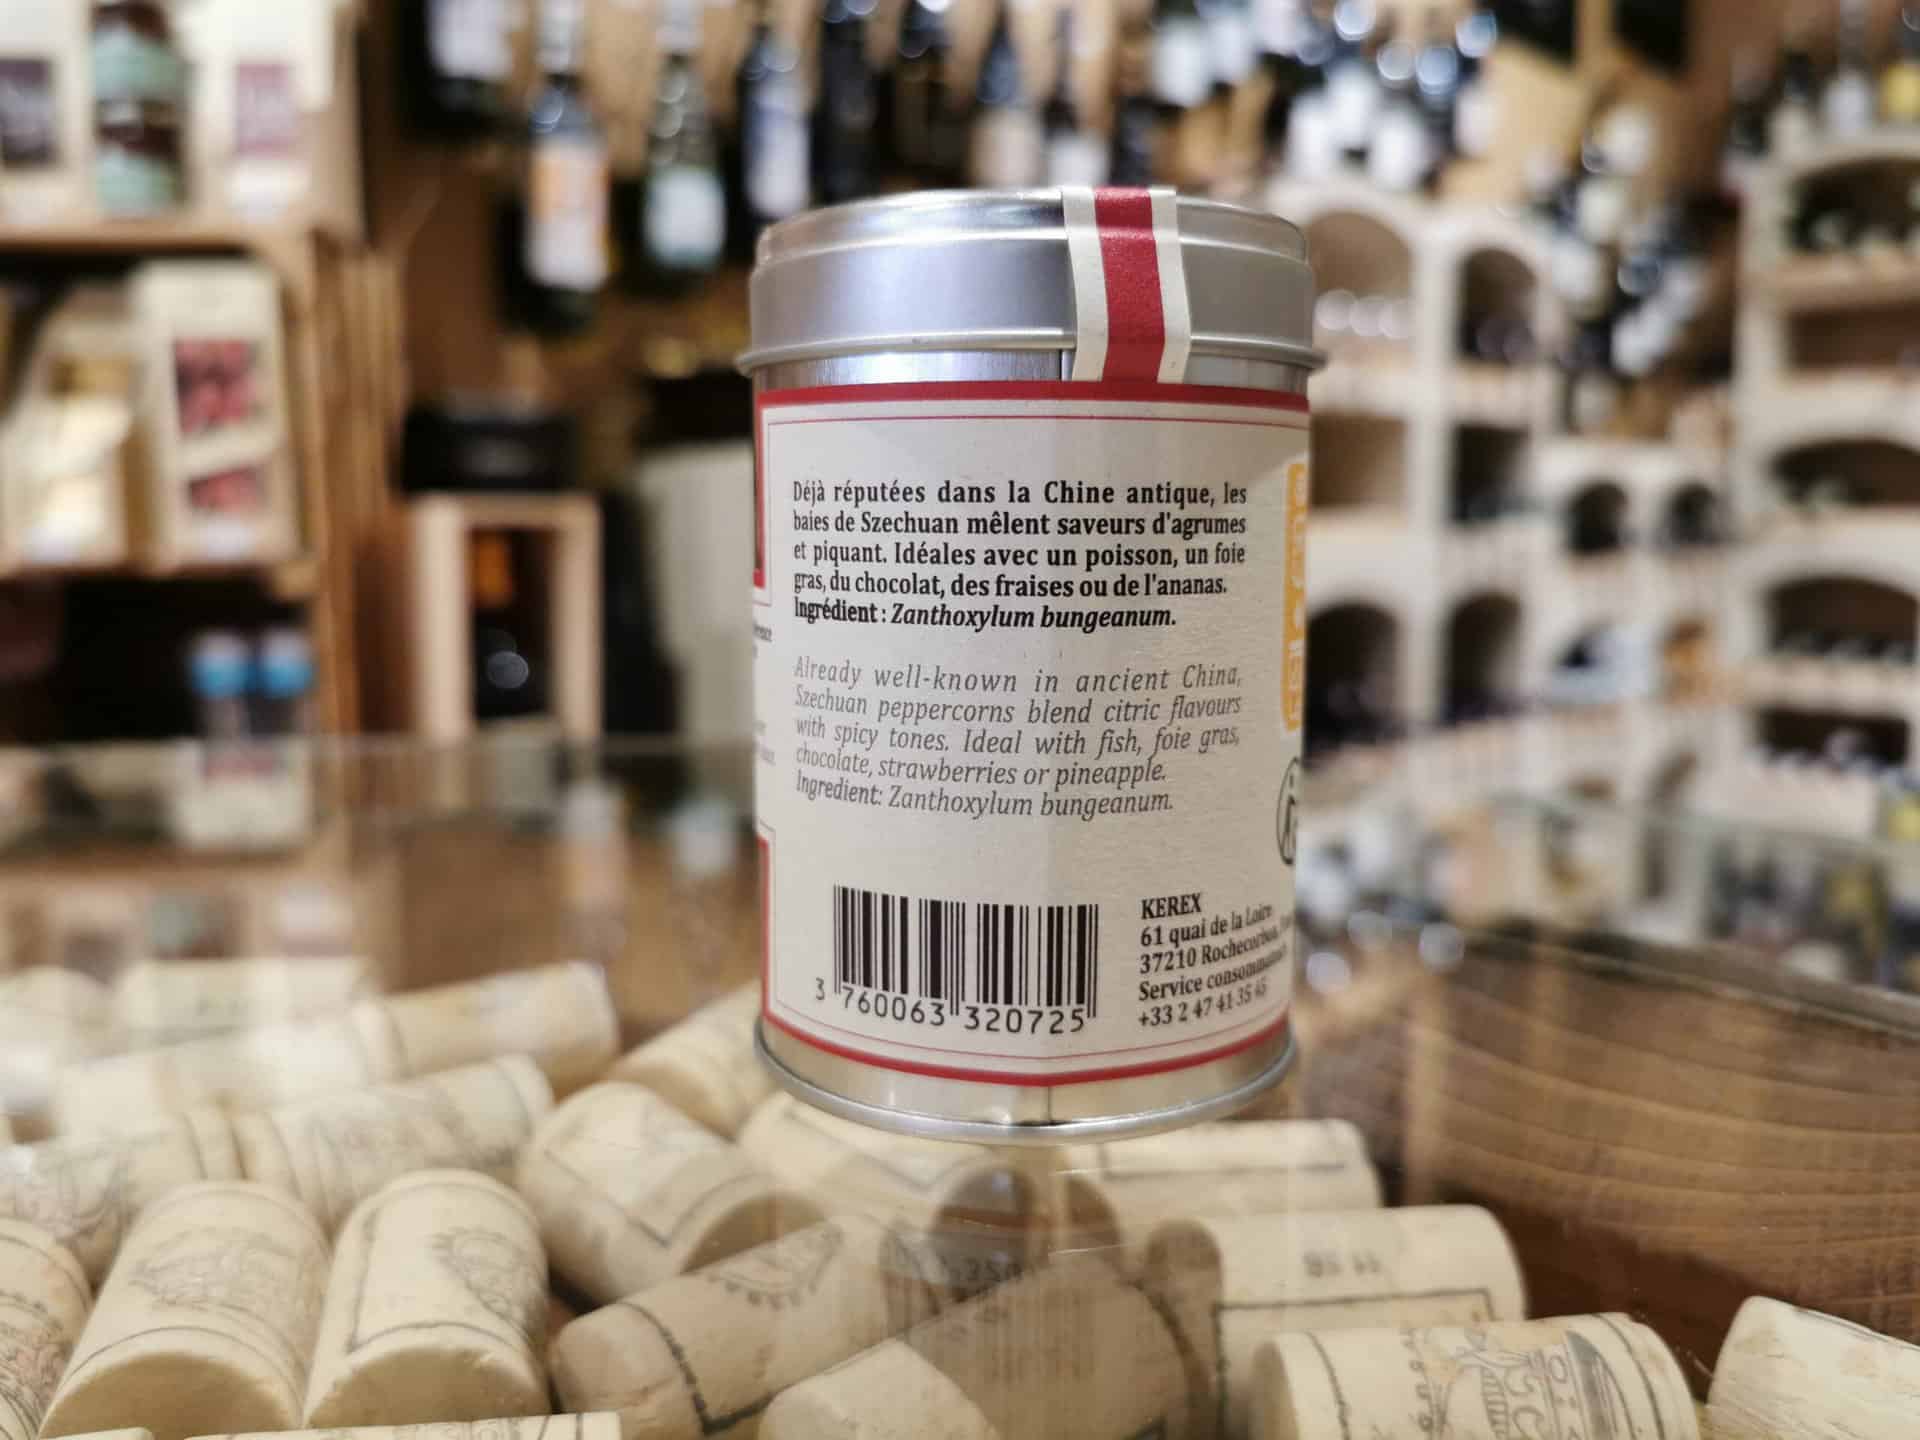 Déjà réputées dans la Chine antique, les
baies de Szechuan mêlent saveurs d'agrumes
et piquant. Idéales avec un poisson, un foie
gras, du chocolat, des fraises ou de l'ananas.
Ingrédient : Zanthoxylum bungeanum.
Already well-known in ancient China,
Szechuan peppercorns blend citric flavours
with spicy tones. Ideal with fish, foie gras,
chocolate, strawberries or pineapple.
Ingredient: Zanthoxylum bungeanum.
3 760063 320725
KEREX
61 quai de la Loire
37210 Rochecorbon,
Service consommateurs
+33 2 47 41 35 45